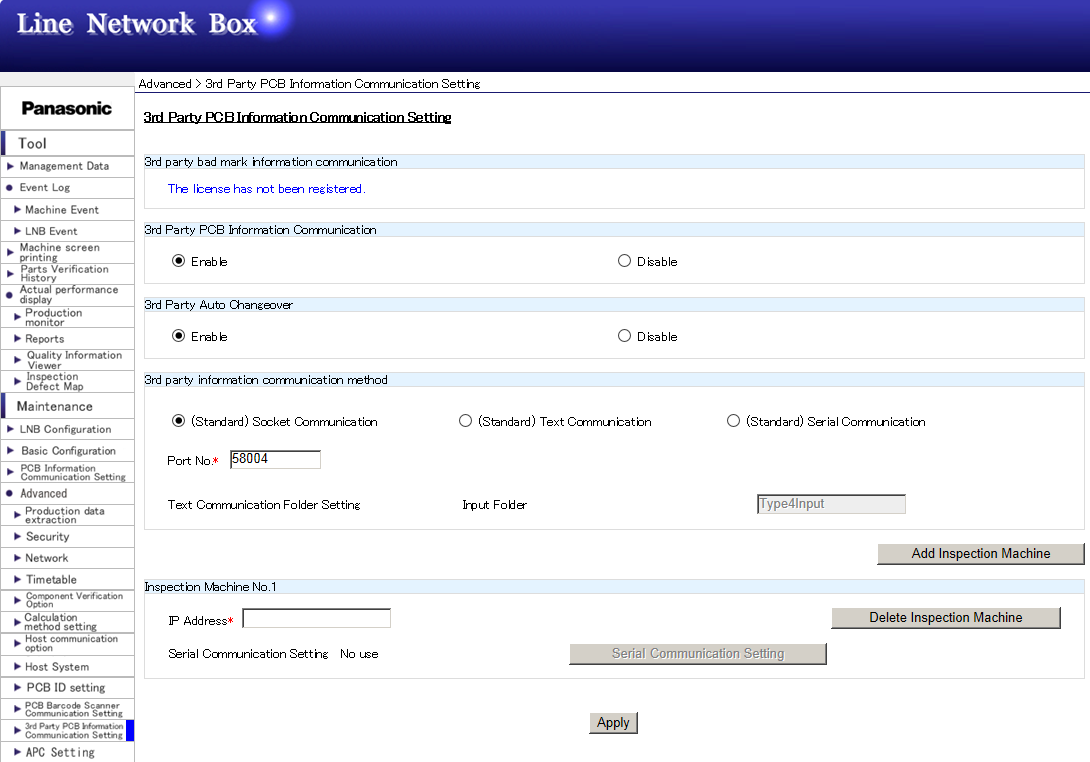 Line Network Box
Advanced > 3rd Party PCB Information Communication Setting
Panasonic
Tool
Management Data
Event Log
Machine Event
LNB Event
Machine screen
printing
Parts Verification
History
Actual performance
display
Production
monitor
Reports
Quality Information
Viewer
Inspection
Defect Map
Maintenance
LNB Configuration
Basic Configuration
PCB Information
Communication Setting
Advanced
Production data
extraction
Security
Network
Timetable
Component Verification
Option
Calculation
method setting
Host communication
option
Host System
PCB ID setting
PCB Barcode Scanner
Communication Setting
3rd Party PCB Information
Communication Setting
APC Setting
3rd Party PCB Information Communication Setting
3rd party bad mark information communication
The license has not been registered.
3rd Party PCB Information Communication
Enable Disable
3rd Party Auto Changeover
Enable Disable
3rd party information communication method
(Standard) Socket Communication (Standard) Text Communication (Standard) Serial Communication
Port No.* 58004
Text Communication Folder Setting Input Folder Type4Input
Add Inspection Machine
Inspection Machine No.1
IP Address* Delete Inspection Machine
Serial Communication Setting No use Serial Communication Setting
Apply